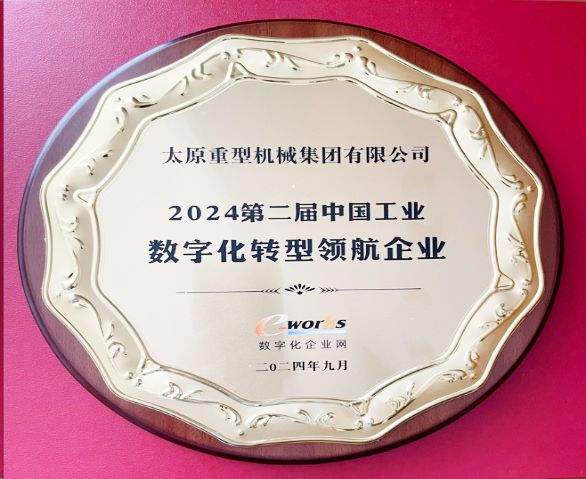 太原重型机械集团有限公司
2024第二届中国工业
数字化转型领航企业
e-works
数字化企业网
二〇二四年九月